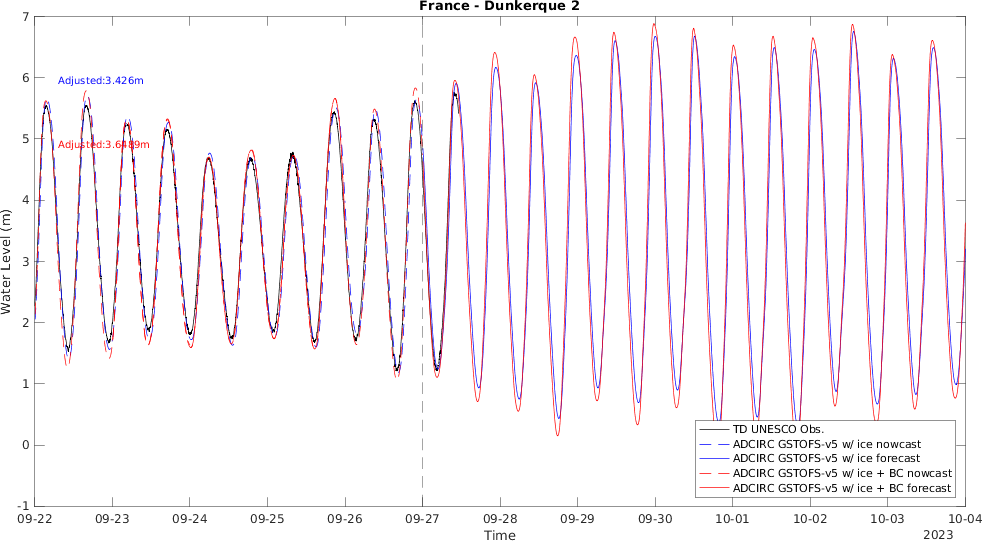 France - Dunkerque 2
7
6
5
4
3
2
1
0
-1
Water Level (m)
Adjusted:3.426m
Adjusted:3.6489m
TD UNESCO Obs.
ADCIRC GSTOFS-v5 w/ ice nowcast
ADCIRC GSTOFS-v5 w/ ice forecast
ADCIRC GSTOFS-v5 w/ ice + BC nowcast
ADCIRC GSTOFS-v5 w/ ice + BC forecast
09-22 09-23 09-24 09-25 09-26 09-27 09-28 09-29 09-30 10-01 10-02 10-03 10-04
Time
2023